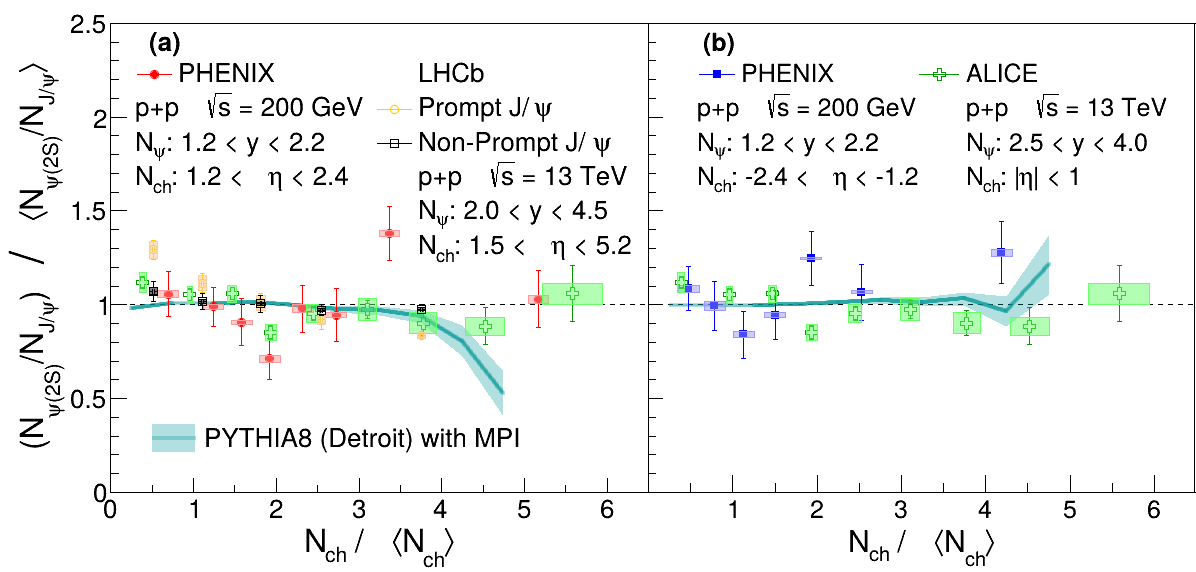 (N_ψ(2S)/N_J/ψ) / ⟨N_ψ(2S)/N_J/ψ⟩
2.5
2
1.5
1
0.5
0
(a)
PHENIX
p+p √s = 200 GeV
N_ψ: 1.2 < y < 2.2
N_ch: 1.2 < η < 2.4
LHCb
Prompt J/ψ
Non-Prompt J/ψ
p+p √s = 13 TeV
N_ψ: 2.0 < y < 4.5
N_ch: 1.5 < η < 5.2
PYTHIA8 (Detroit) with MPI
0 1 2 3 4 5 6
N_ch / ⟨N_ch⟩
(b)
PHENIX
p+p √s = 200 GeV
N_ψ: 1.2 < y < 2.2
N_ch: -2.4 < η < -1.2
ALICE
p+p √s = 13 TeV
N_ψ: 2.5 < y < 4.0
N_ch: |η| < 1
1 2 3 4 5 6
N_ch / ⟨N_ch⟩